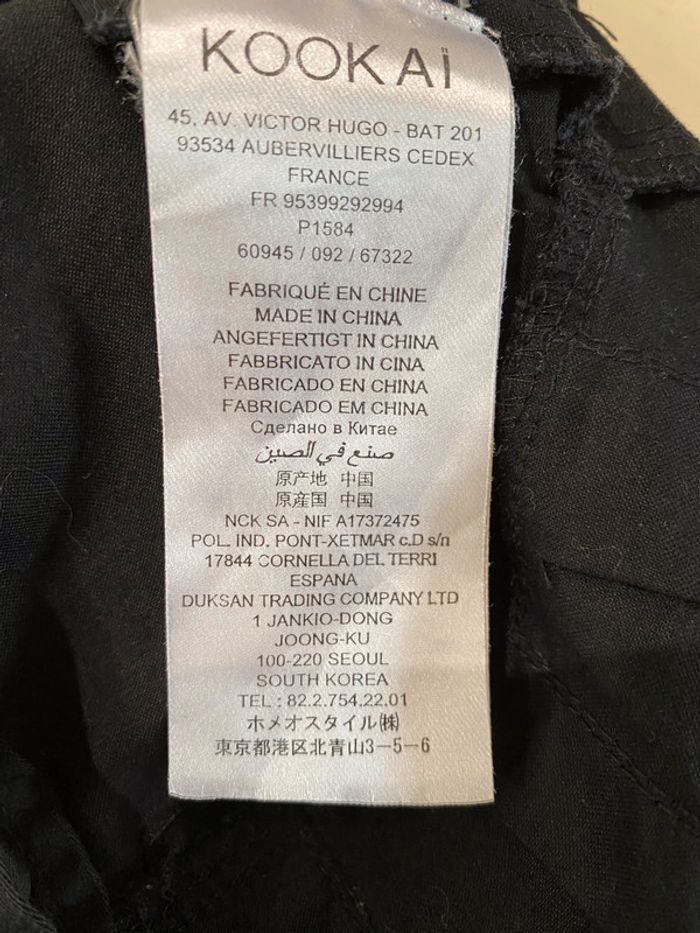 KOOKAÏ
45, AV. VICTOR HUGO - BAT 201
93534 AUBERVILLIERS CEDEX
FRANCE
FR 95399292994
P1584
60945 / 092 / 67322
FABRIQUÉ EN CHINE
MADE IN CHINA
ANGEFERTIGT IN CHINA
FABBRICATO IN CINA
FABRICADO EN CHINA
FABRICADO EM CHINA
Сделано в Китае
صنع في الصين
原产地 中国
原産国 中国
NCK SA - NIF A17372475
POL. IND. PONT-XETMAR c.D s/n
17844 CORNELLA DEL TERRI
ESPANA
DUKSAN TRADING COMPANY LTD
1 JANKIO-DONG
JOONG-KU
100-220 SEOUL
SOUTH KOREA
TEL : 82.2.754.22.01
ホメオスタイル㈱
東京都港区北青山3-5-6